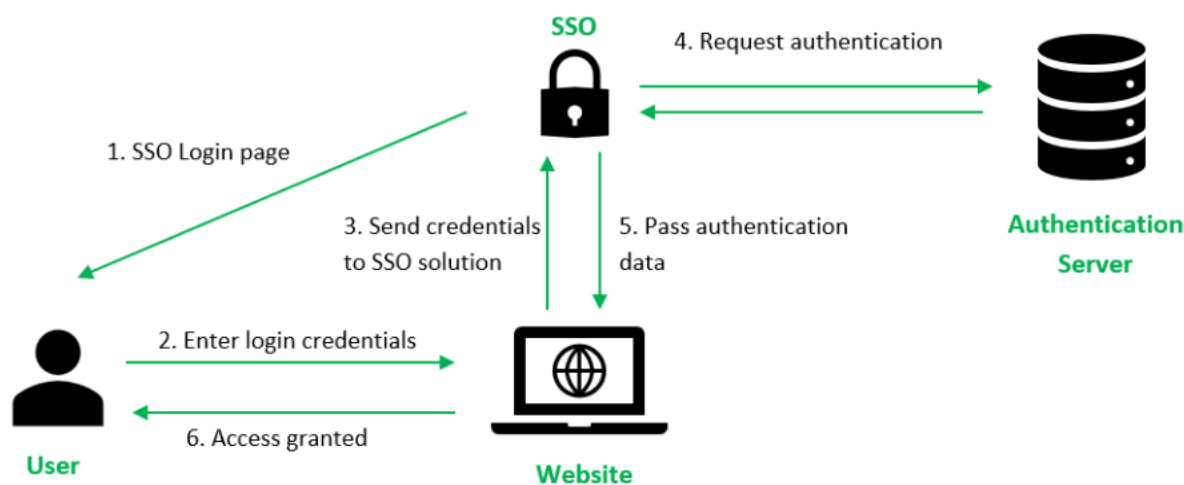 SSO
4. Request authentication
1. SSO Login page
3. Send credentials
to SSO solution
5. Pass authentication
data
Authentication
Server
2. Enter login credentials
6. Access granted
User
Website